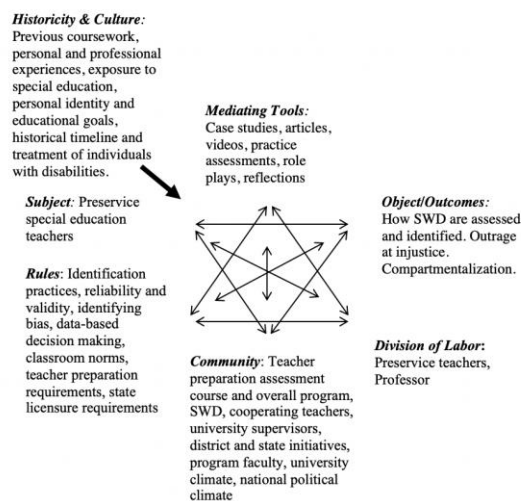 Historicity & Culture:
Previous coursework,
personal and professional
experiences, exposure to
special education,
personal identity and
educational goals,
historical timeline and
treatment of individuals
with disabilities.
Mediating Tools:
Case studies, articles,
videos, practice
assessments, role
plays, reflections
Subject: Preservice
special education
teachers
Object/Outcomes:
How SWD are assessed
and identified. Outrage
at injustice.
Compartmentalization.
Rules: Identification
practices, reliability and
validity, identifying
bias, data-based
decision making,
classroom norms,
teacher preparation
requirements, state
licensure requirements
Community: Teacher
preparation assessment
course and overall program,
SWD, cooperating teachers,
university supervisors,
district and state initiatives,
program faculty, university
climate, national political
climate
Division of Labor:
Preservice teachers,
Professor